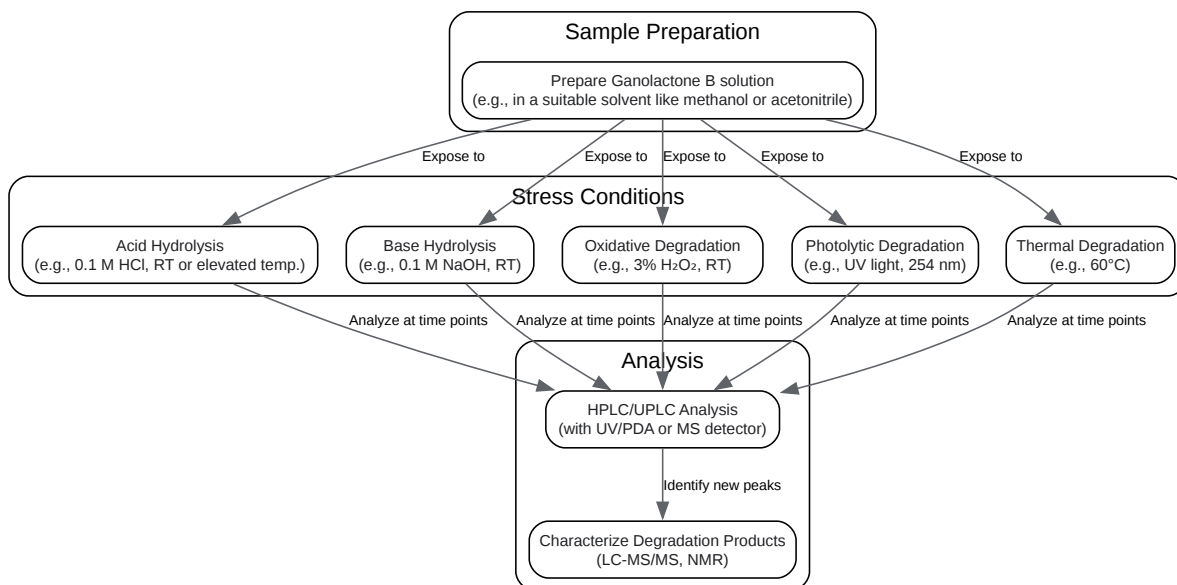 Sample Preparation
Prepare Ganolactone B solution
(e.g., in a suitable solvent like methanol or acetonitrile)
Expose to
Expose to
Expose to
Expose to
Expose to
Stress Conditions
Acid Hydrolysis
(e.g., 0.1 M HCl, RT or elevated temp.)
Base Hydrolysis
(e.g., 0.1 M NaOH, RT)
Oxidative Degradation
(e.g., 3% H₂O₂, RT)
Photolytic Degradation
(e.g., UV light, 254 nm)
Thermal Degradation
(e.g., 60°C)
Analyze at time points
Analyze at time points
Analyze at time points
Analyze at time points
Analyze at time points
Analysis
HPLC/UPLC Analysis
(with UV/PDA or MS detector)
Identify new peaks
Characterize Degradation Products
(LC-MS/MS, NMR)